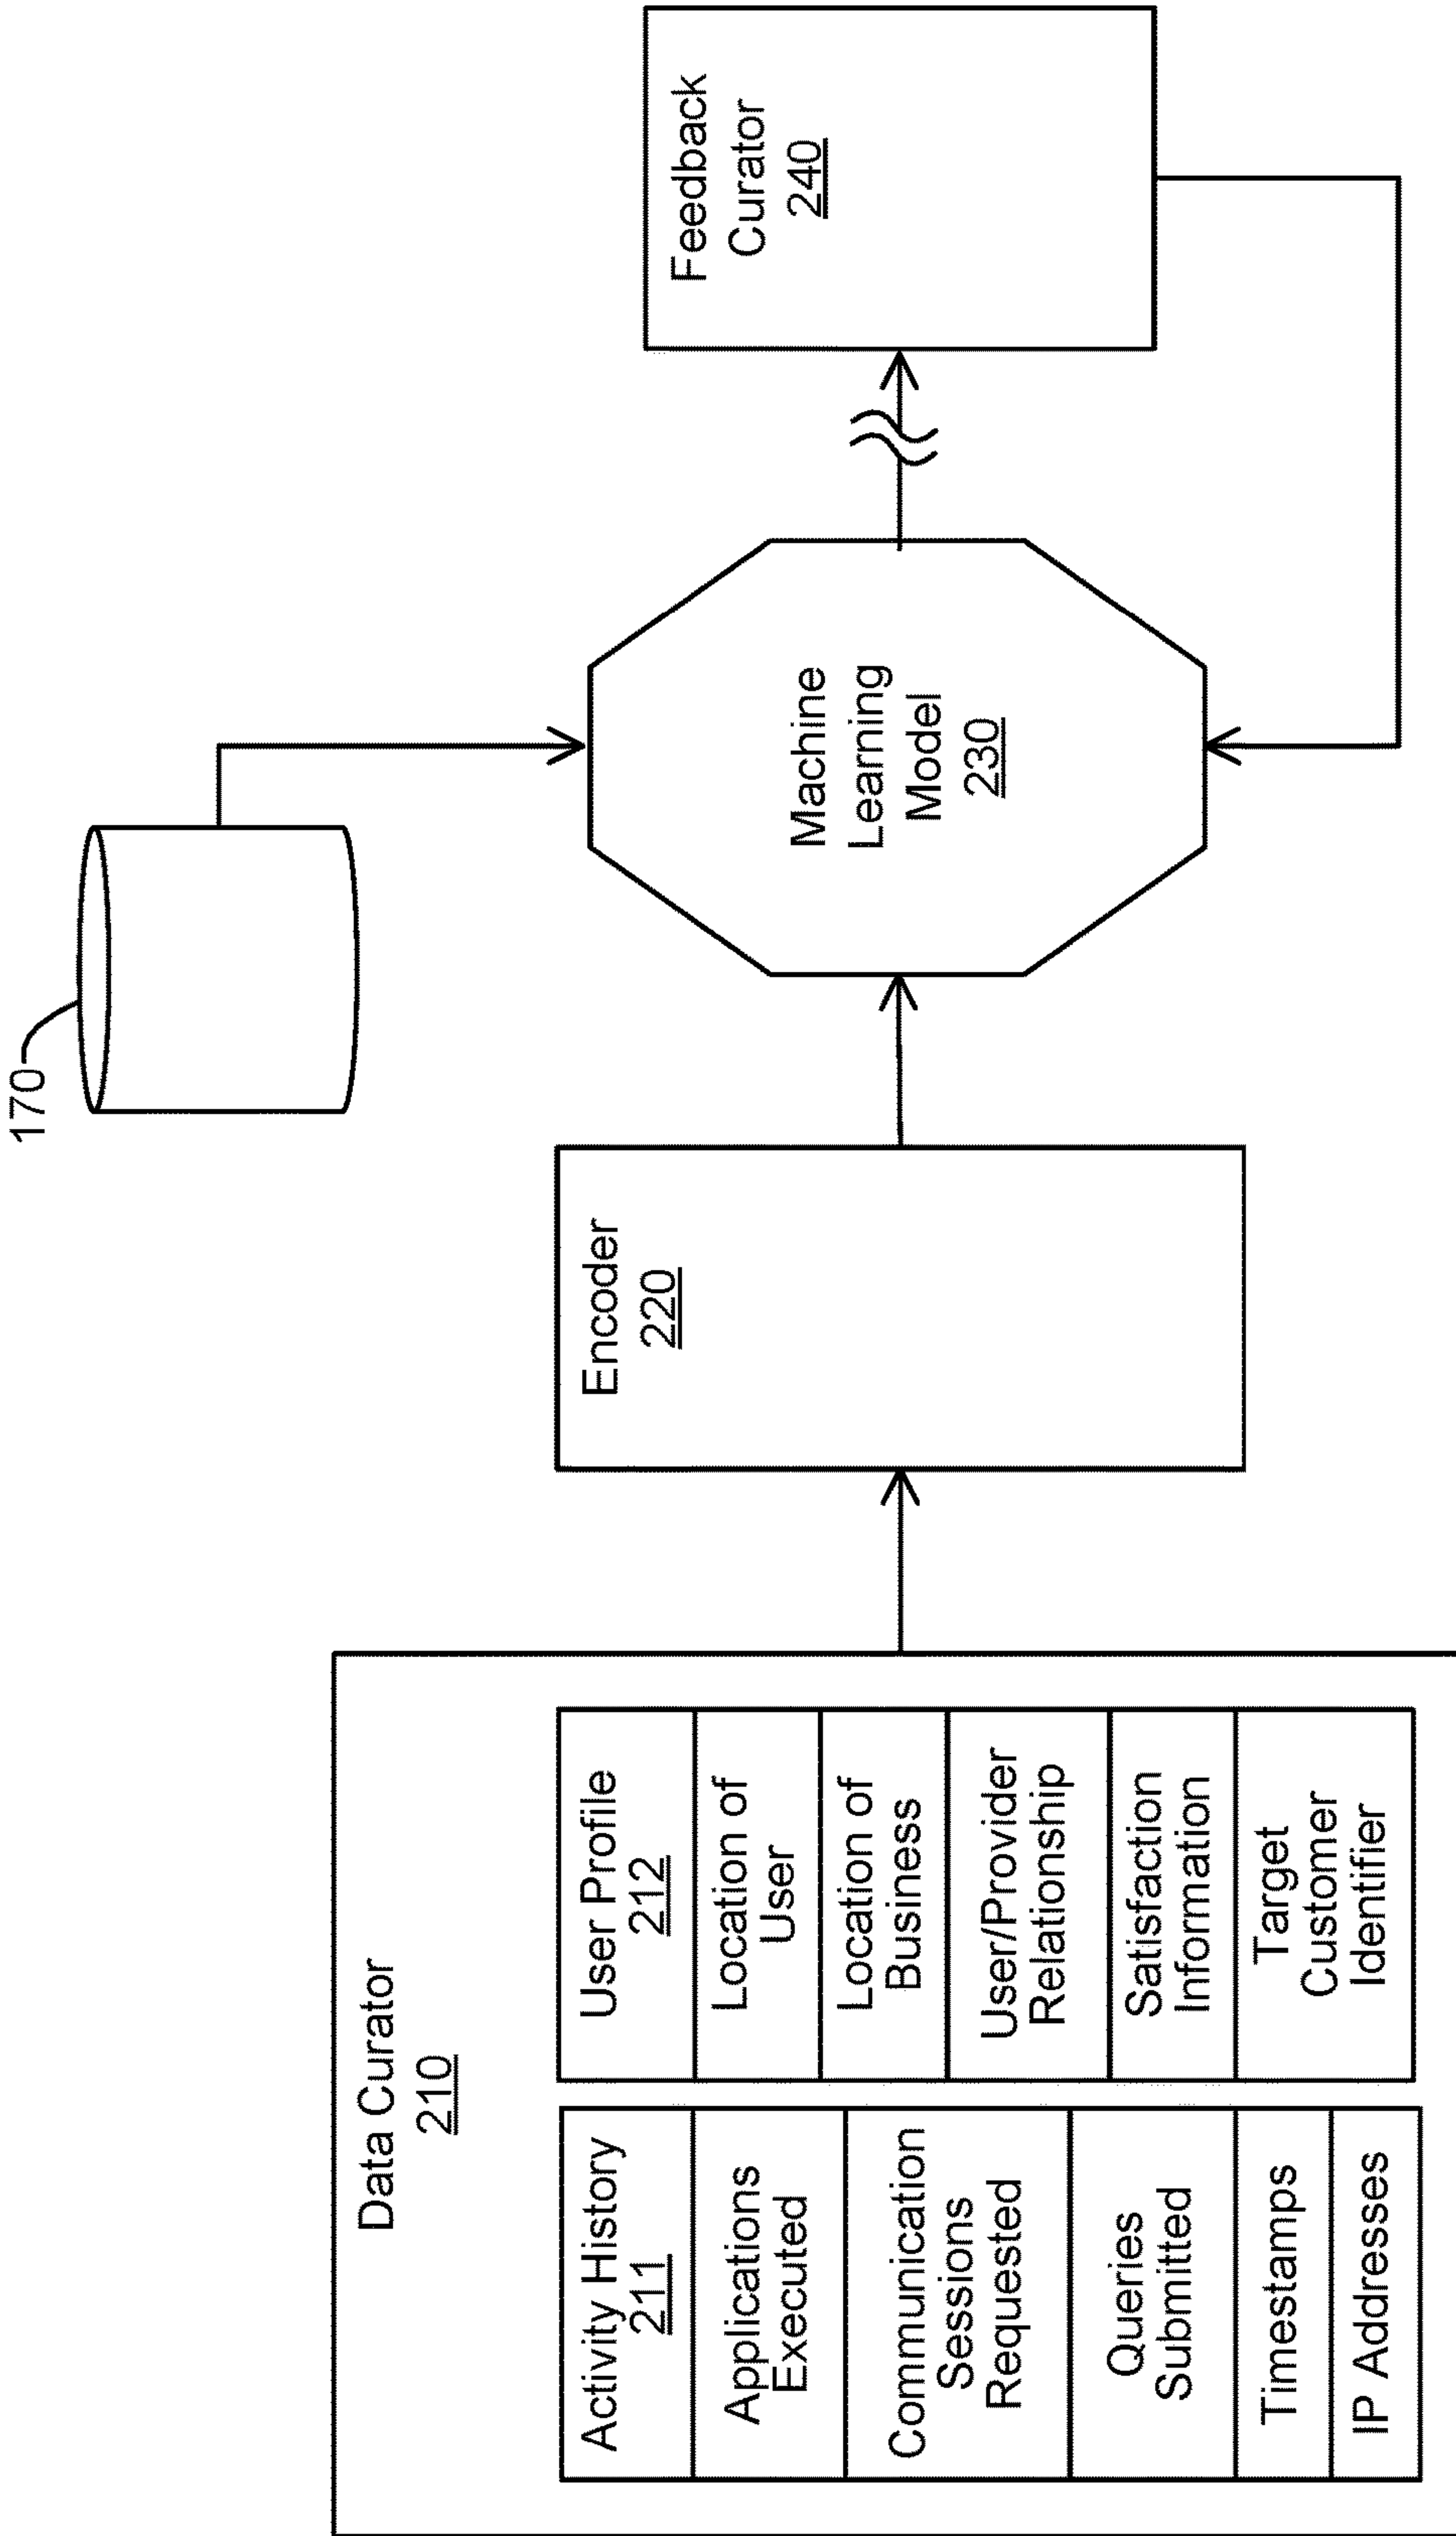 170
Data Curator
210
Activity History
211
Applications
Executed
Communication
Sessions
Requested
Queries
Submitted
Timestamps
IP Addresses
User Profile
212
Location of
User
Location of
Business
User/Provider
Relationship
Satisfaction
Information
Target
Customer
Identifier
Encoder
220
Machine
Learning
Model
230
Feedback
Curator
240